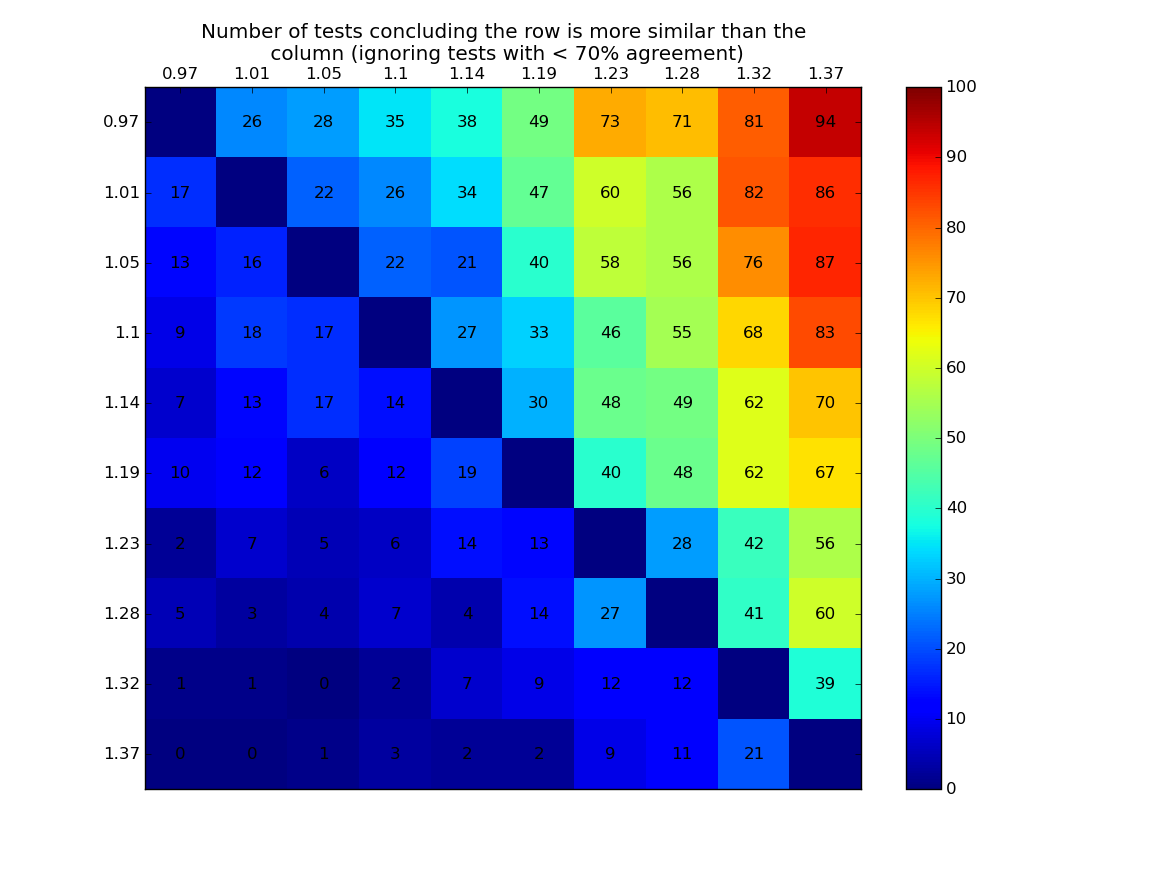 Number of tests concluding the row is more similar than the
column (ignoring tests with < 70% agreement)
0.97 1.01 1.05 1.1 1.14 1.19 1.23 1.28 1.32 1.37
0.97 26 28 35 38 49 73 71 81 94
1.01 17 22 26 34 47 60 56 82 86
1.05 13 16 22 21 40 58 56 76 87
1.1 9 18 17 27 33 46 55 68 83
1.14 7 13 17 14 30 48 49 62 70
1.19 10 12 6 12 19 40 48 62 67
1.23 2 7 5 6 14 13 28 42 56
1.28 5 3 4 7 4 14 27 41 60
1.32 1 1 0 2 7 9 12 12 39
1.37 0 0 1 3 2 2 9 11 21
100
90
80
70
60
50
40
30
20
10
0